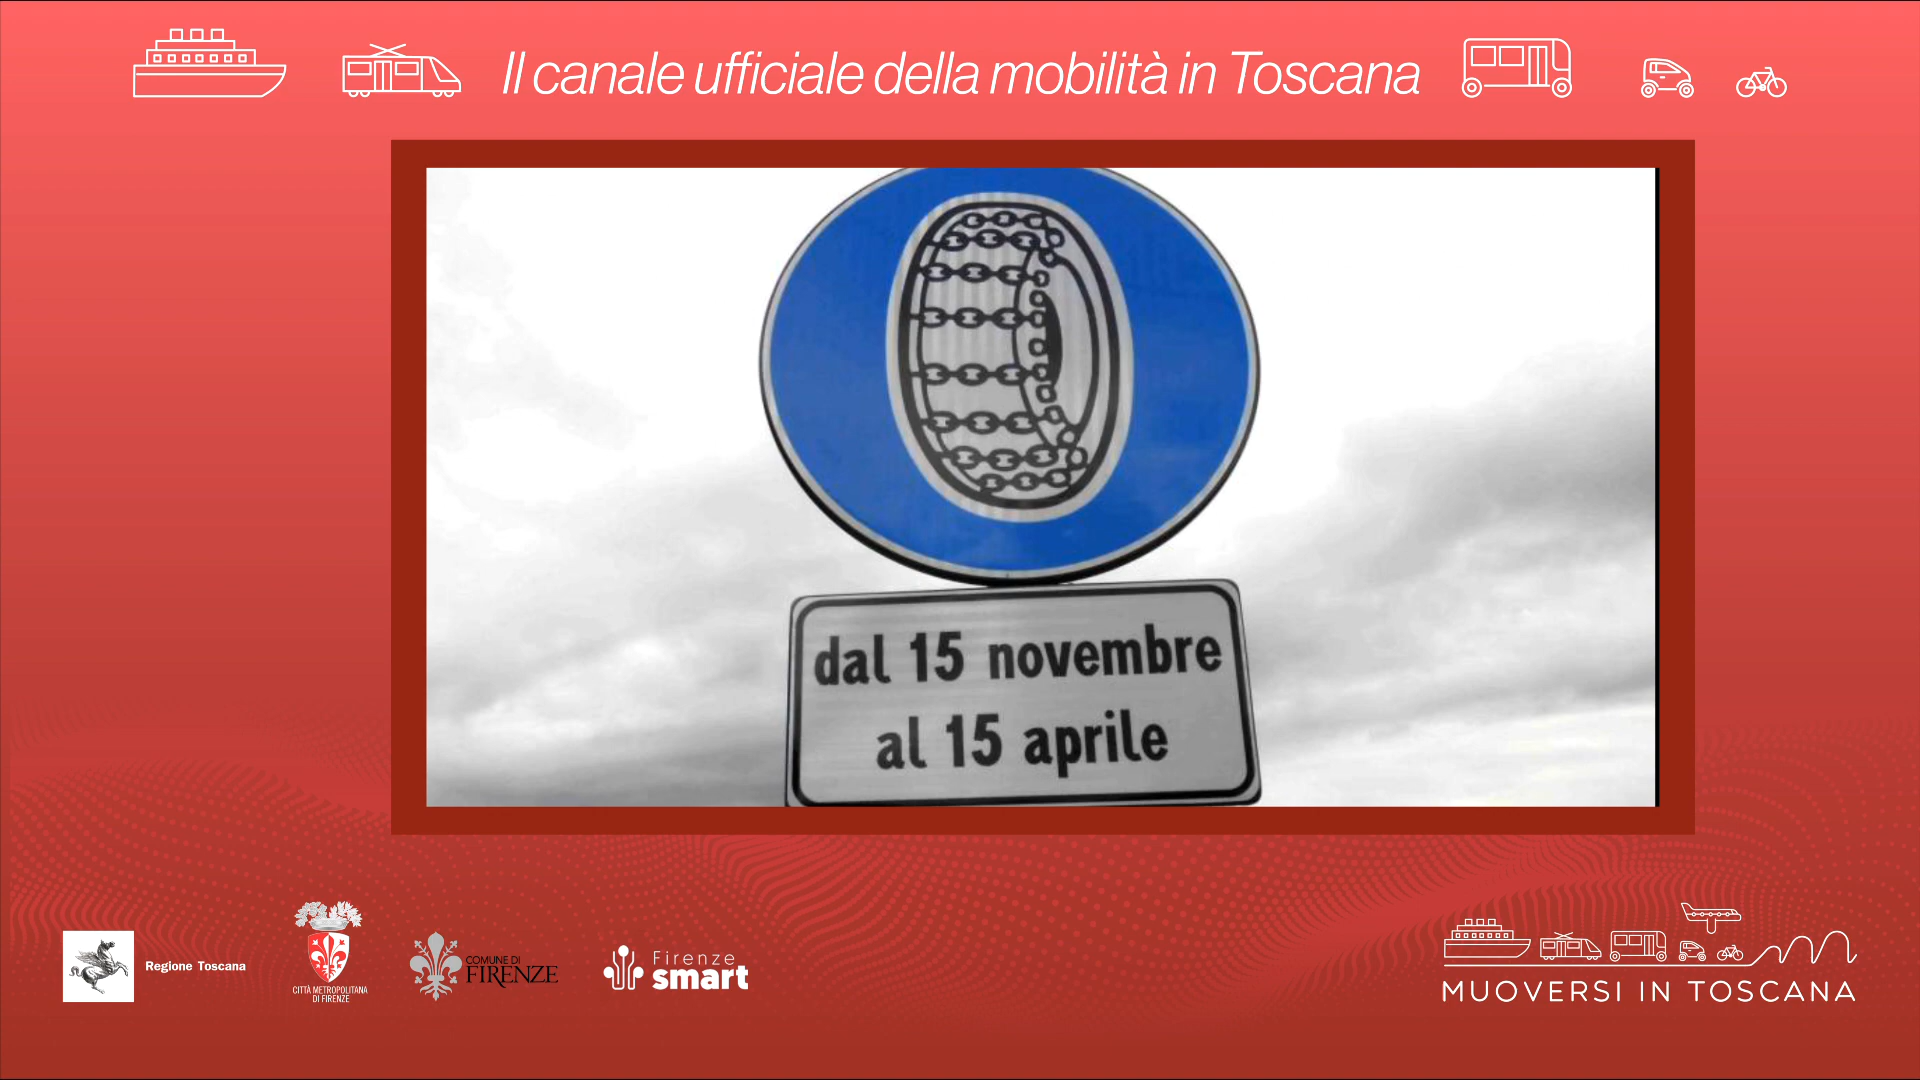 Il canale ufficiale della mobilità in Toscana
dal 15 novembre
al 15 aprile
Regione Toscana
CITTÀ METROPOLITANA
DI FIRENZE
COMUNE DI
FIRENZE
Firenze
smart
MUOVERSI IN TOSCANA